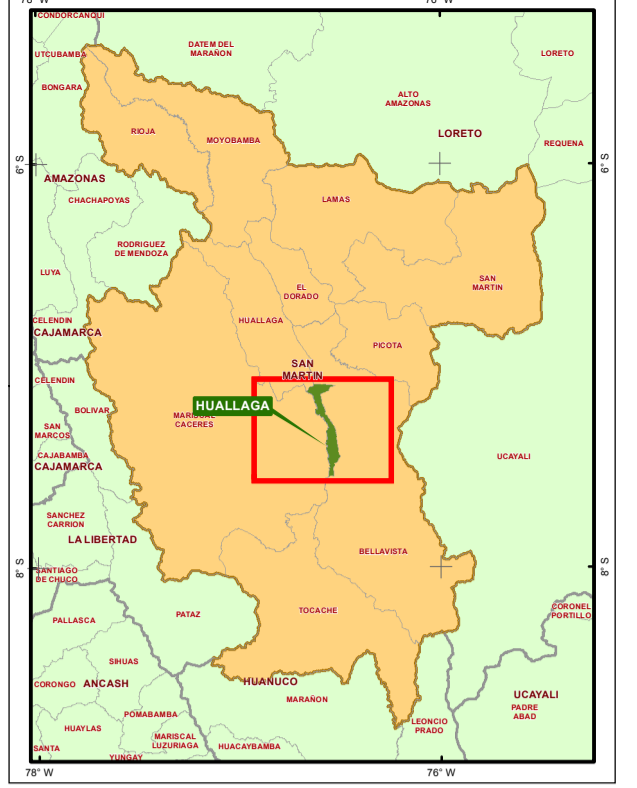 78° W
76° W
CONDORCANQUI
DATEM DEL
MARAÑON
UTCUBAMBA
LORETO
BONGARA
ALTO
AMAZONAS
RIOJA
MOYOBAMBA
LORETO
REQUENA
6° S
6° S
AMAZONAS
CHACHAPOYAS
LAMAS
RODRIGUEZ
DE MENDOZA
LUYA
SAN
MARTIN
EL
DORADO
CELENDIN
HUALLAGA
CAJAMARCA
PICOTA
SAN
MARTIN
CELENDIN
HUALLAGA
BOLIVAR
MARISCAL
CACERES
SAN
MARCOS
CAJABAMBA
UCAYALI
CAJAMARCA
SANCHEZ
CARRION
LA LIBERTAD
BELLAVISTA
8° S
8° S
SANTIAGO
DE CHUCO
CORONEL
PORTILLO
PALLASCA
PATAZ
TOCACHE
SIHUAS
CORONGO
ANCASH
HUANUCO
MARAÑON
UCAYALI
PADRE
ABAD
POMABAMBA
LEONCIO
PRADO
HUAYLAS
MARISCAL
LUZURIAGA
HUACAYBAMBA
SANTA
YUNGAY
78° W
76° W